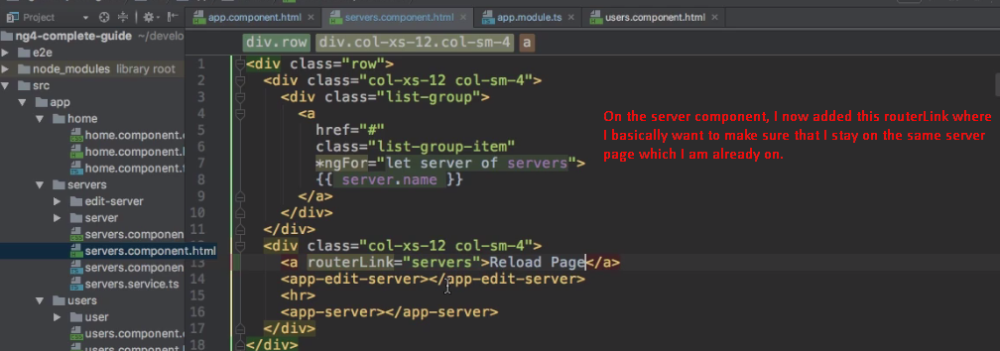 Project
app.component.html
servers.component.html
app.module.ts
users.component.html
ng4-complete-guide ~/develo
e2e
node_modules library root
src
app
home
home.component.
home.component.
home.component.
servers
edit-server
server
servers.componen
servers.component.html
servers.componen
servers.service.ts
users
user
users.component.
users.component.
div.row div.col-xs-12.col-sm-4 a
1 <div class="row">
2 <div class="col-xs-12 col-sm-4">
3 <div class="list-group">
4 <a
5 href="#"
6 class="list-group-item"
7 *ngFor="let server of servers">
8 {{ server.name }}
9 </a>
10 </div>
11 </div>
<div class="col-xs-12 col-sm-4">
13 <a routerLink="servers">Reload Page</a>
14 <app-edit-server></app-edit-server>
15 <hr>
16 <app-server></app-server>
17 </div>
18 </div>
On the server component, I now added this routerLink where
I basically want to make sure that I stay on the same server
page which I am already on.